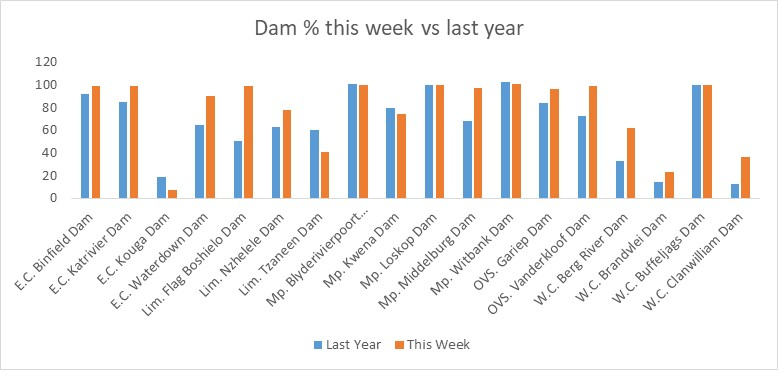 Dam % this week vs last year
120
100
80
60
40
20
0
E.C. Binfield Dam
E.C. Katrivier Dam
E.C. Kouga Dam
E.C. Waterdown Dam
Lim. Flag Boshielo Dam
Lim. Nzhelele Dam
Lim. Tzaneen Dam
Mp. Blyderivierpoort...
Mp. Kwena Dam
Mp. Loskop Dam
Mp. Middelburg Dam
Mp. Witbank Dam
OVS. Gariep Dam
OVS. Vanderkloof Dam
W.C. Berg River Dam
W.C. Brandvlei Dam
W.C. Buffeljags Dam
W.C. Clanwilliam Dam
Last Year This Week